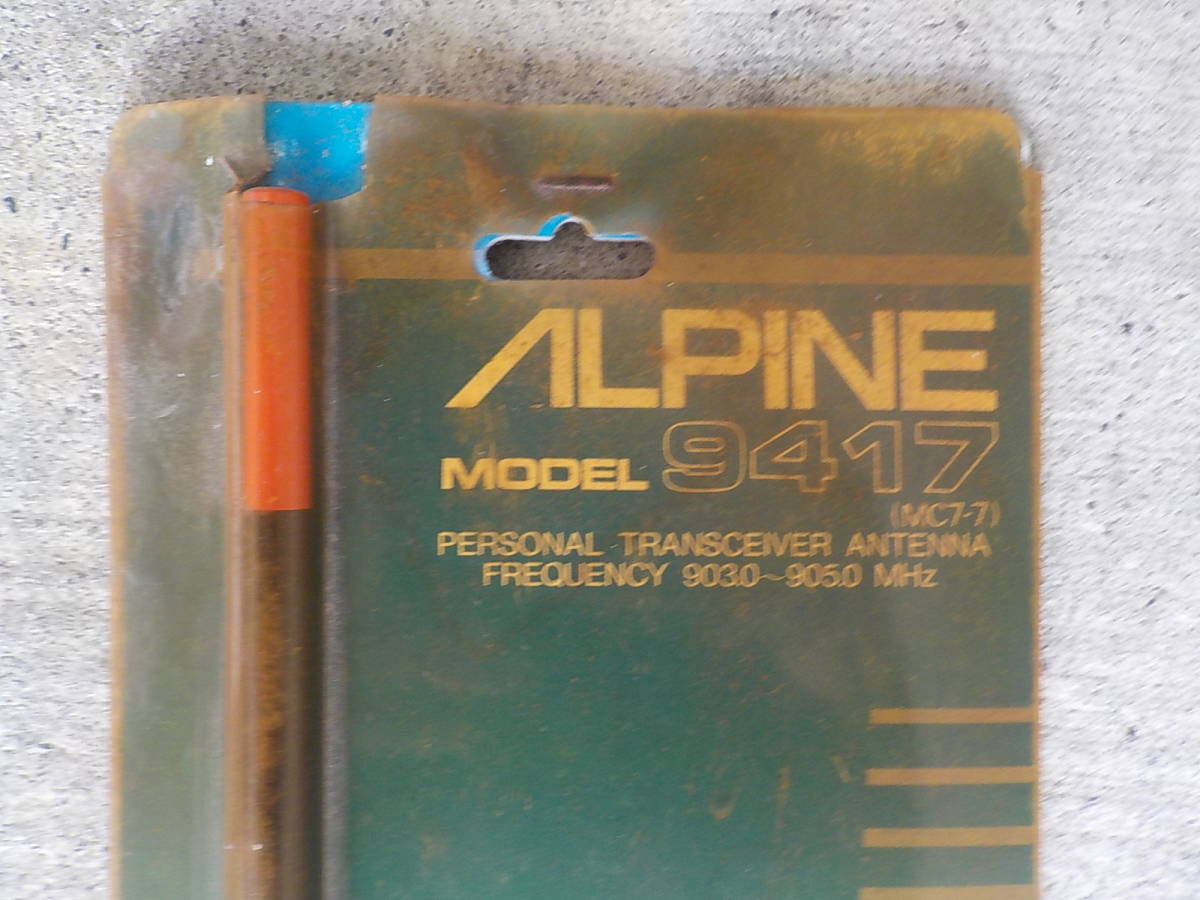 ALPINE
MODEL 9417
(MC7-7)
PERSONAL TRANSCEIVER ANTENNA
FREQUENCY 903.0~905.0 MHz